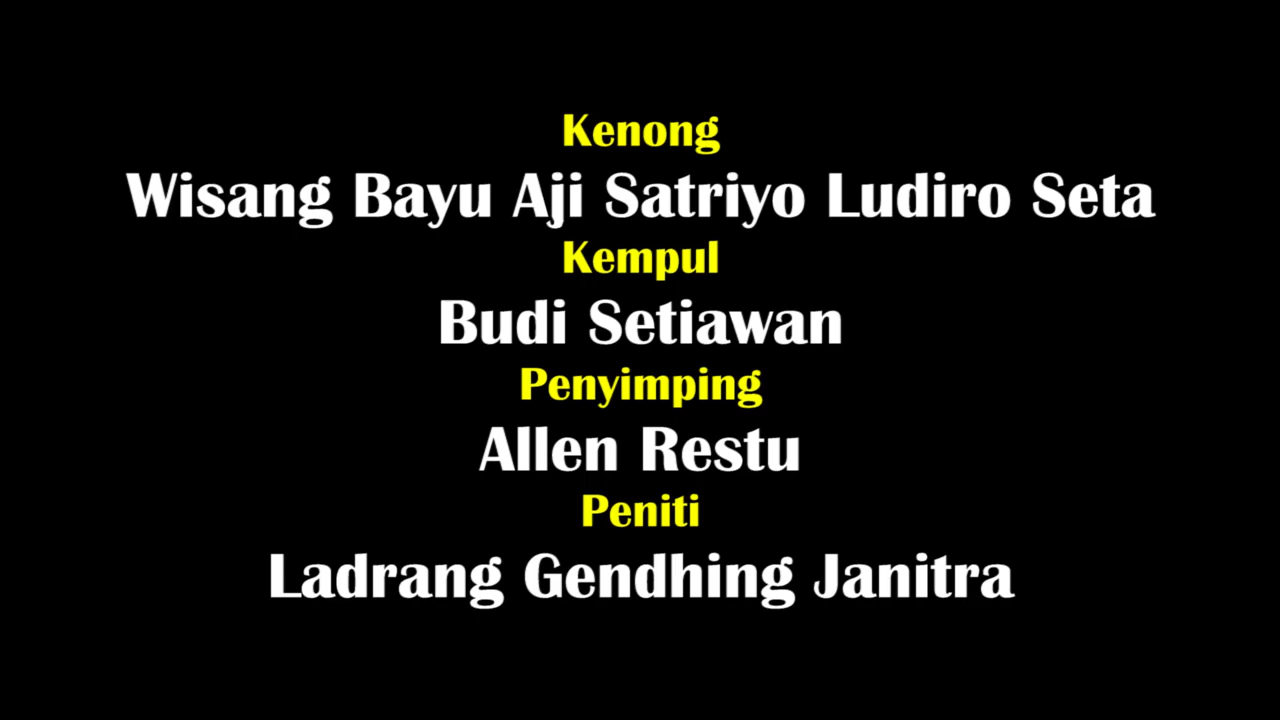 Kenong
Wisang Bayu Aji Satriyo Ludiro Seta
Kempul
Budi Setiawan
Penyimping
Allen Restu
Peniti
Ladrang Gendhing Janitra